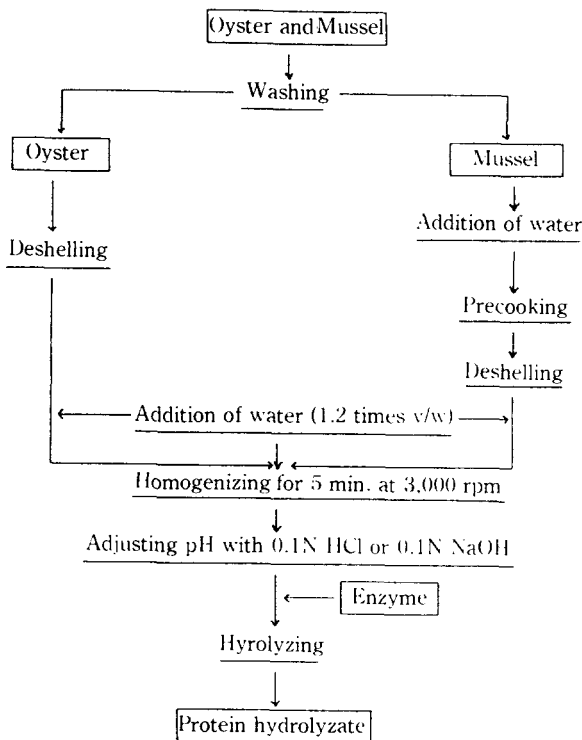 Oyster and Mussel
Washing
Oyster
Mussel
Addition of water
Deshelling
Precooking
Deshelling
Addition of water (1.2 times v/w)
Homogenizing for 5 min. at 3,000 rpm
Adjusting pH with 0.1N HCl or 0.1N NaOH
Enzyme
Hyrolyzing
Protein hydrolyzate